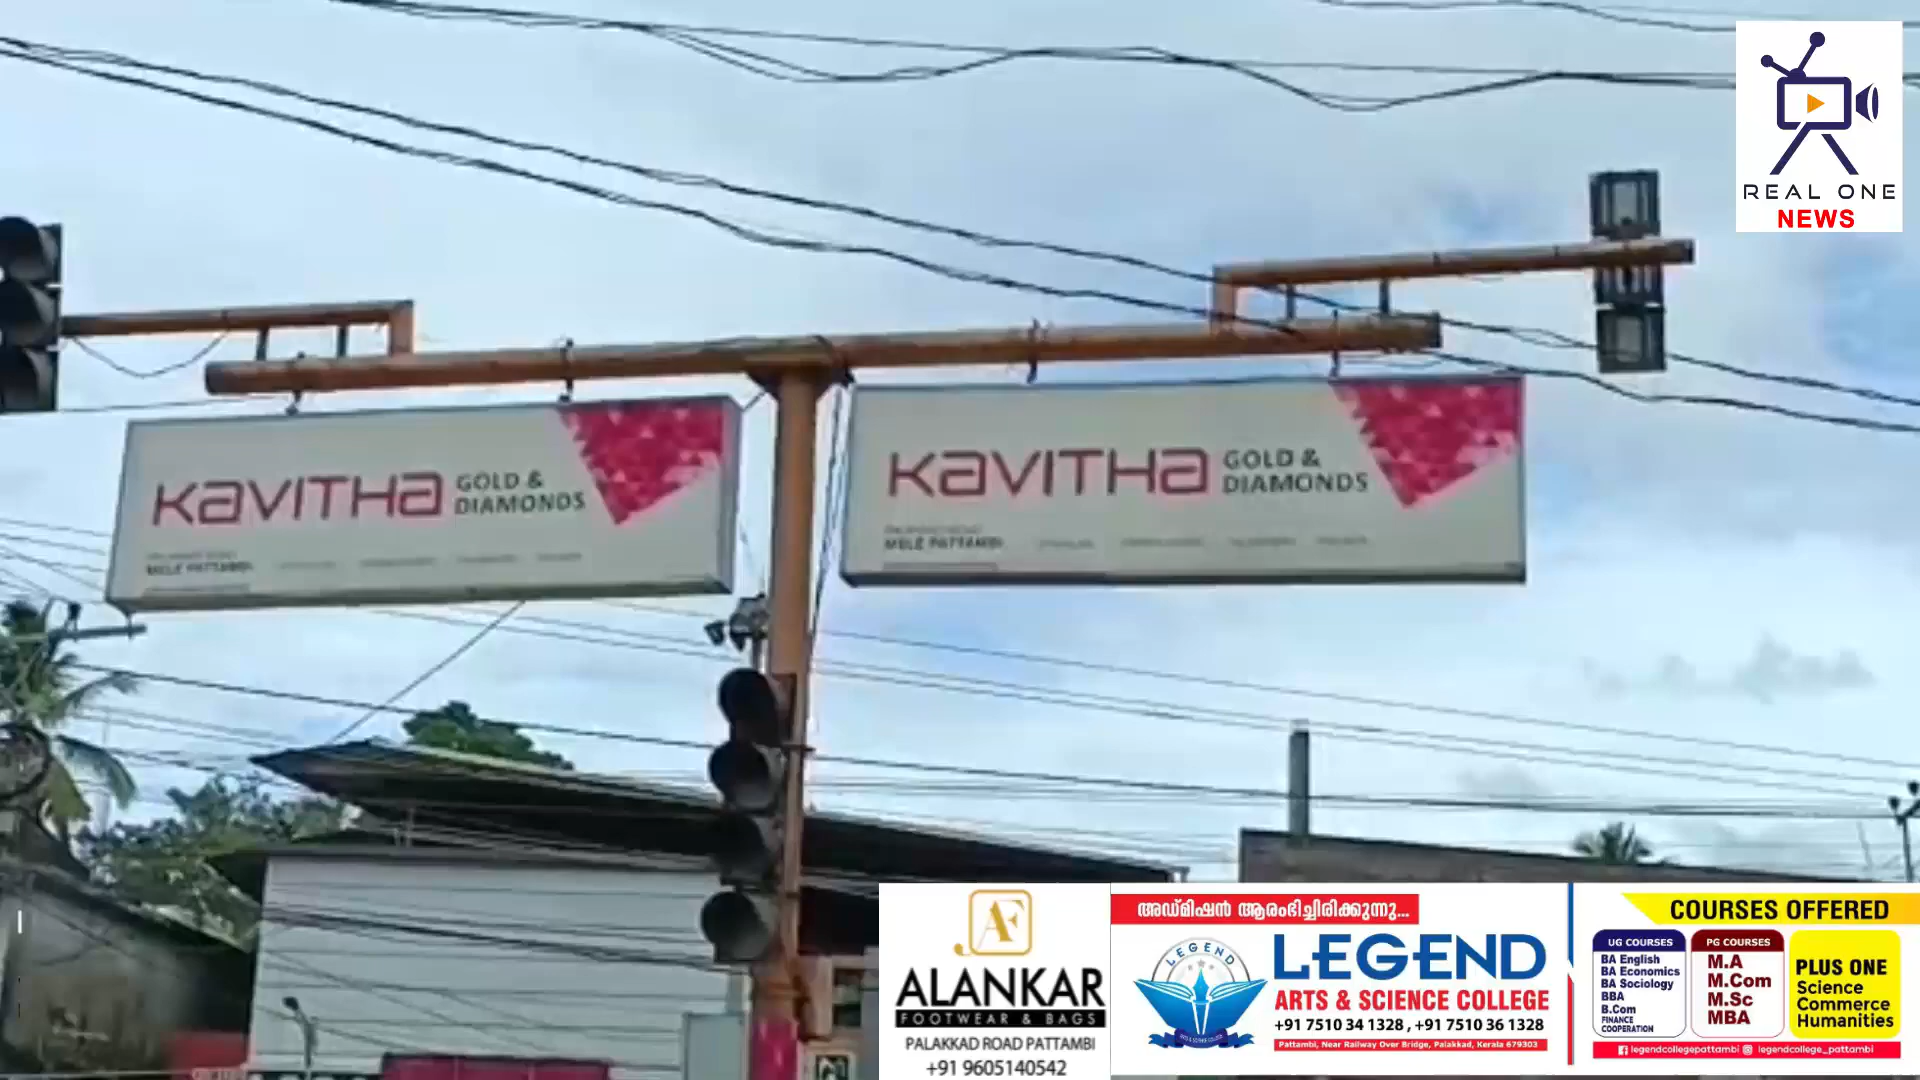 REAL ONE
NEWS
KAVITHA GOLD &
DIAMONDS
MELE PATTAMBI
KAVITHA GOLD &
DIAMONDS
MELE PATTAMBI
AF
ALANKAR
FOOTWEAR & BAGS
PALAKKAD ROAD PATTAMBI
+91 9605140542
അഡ്മിഷൻ ആരംഭിച്ചിരിക്കുന്നു...
LEGEND
LEGEND
ARTS & SCIENCE COLLEGE
+91 7510 34 1328 , +91 7510 36 1328
Pattambi, Near Railway Over Bridge, Palakkad, Kerala 679303
COURSES OFFERED
UG COURSES
BA English
BA Economics
BA Sociology
BBA
B.Com
FINANCE
COOPERATION
PG COURSES
M.A
M.Com
M.Sc
MBA
PLUS ONE
Science
Commerce
Humanities
legendcollegepattambi legendcollege_pattambi